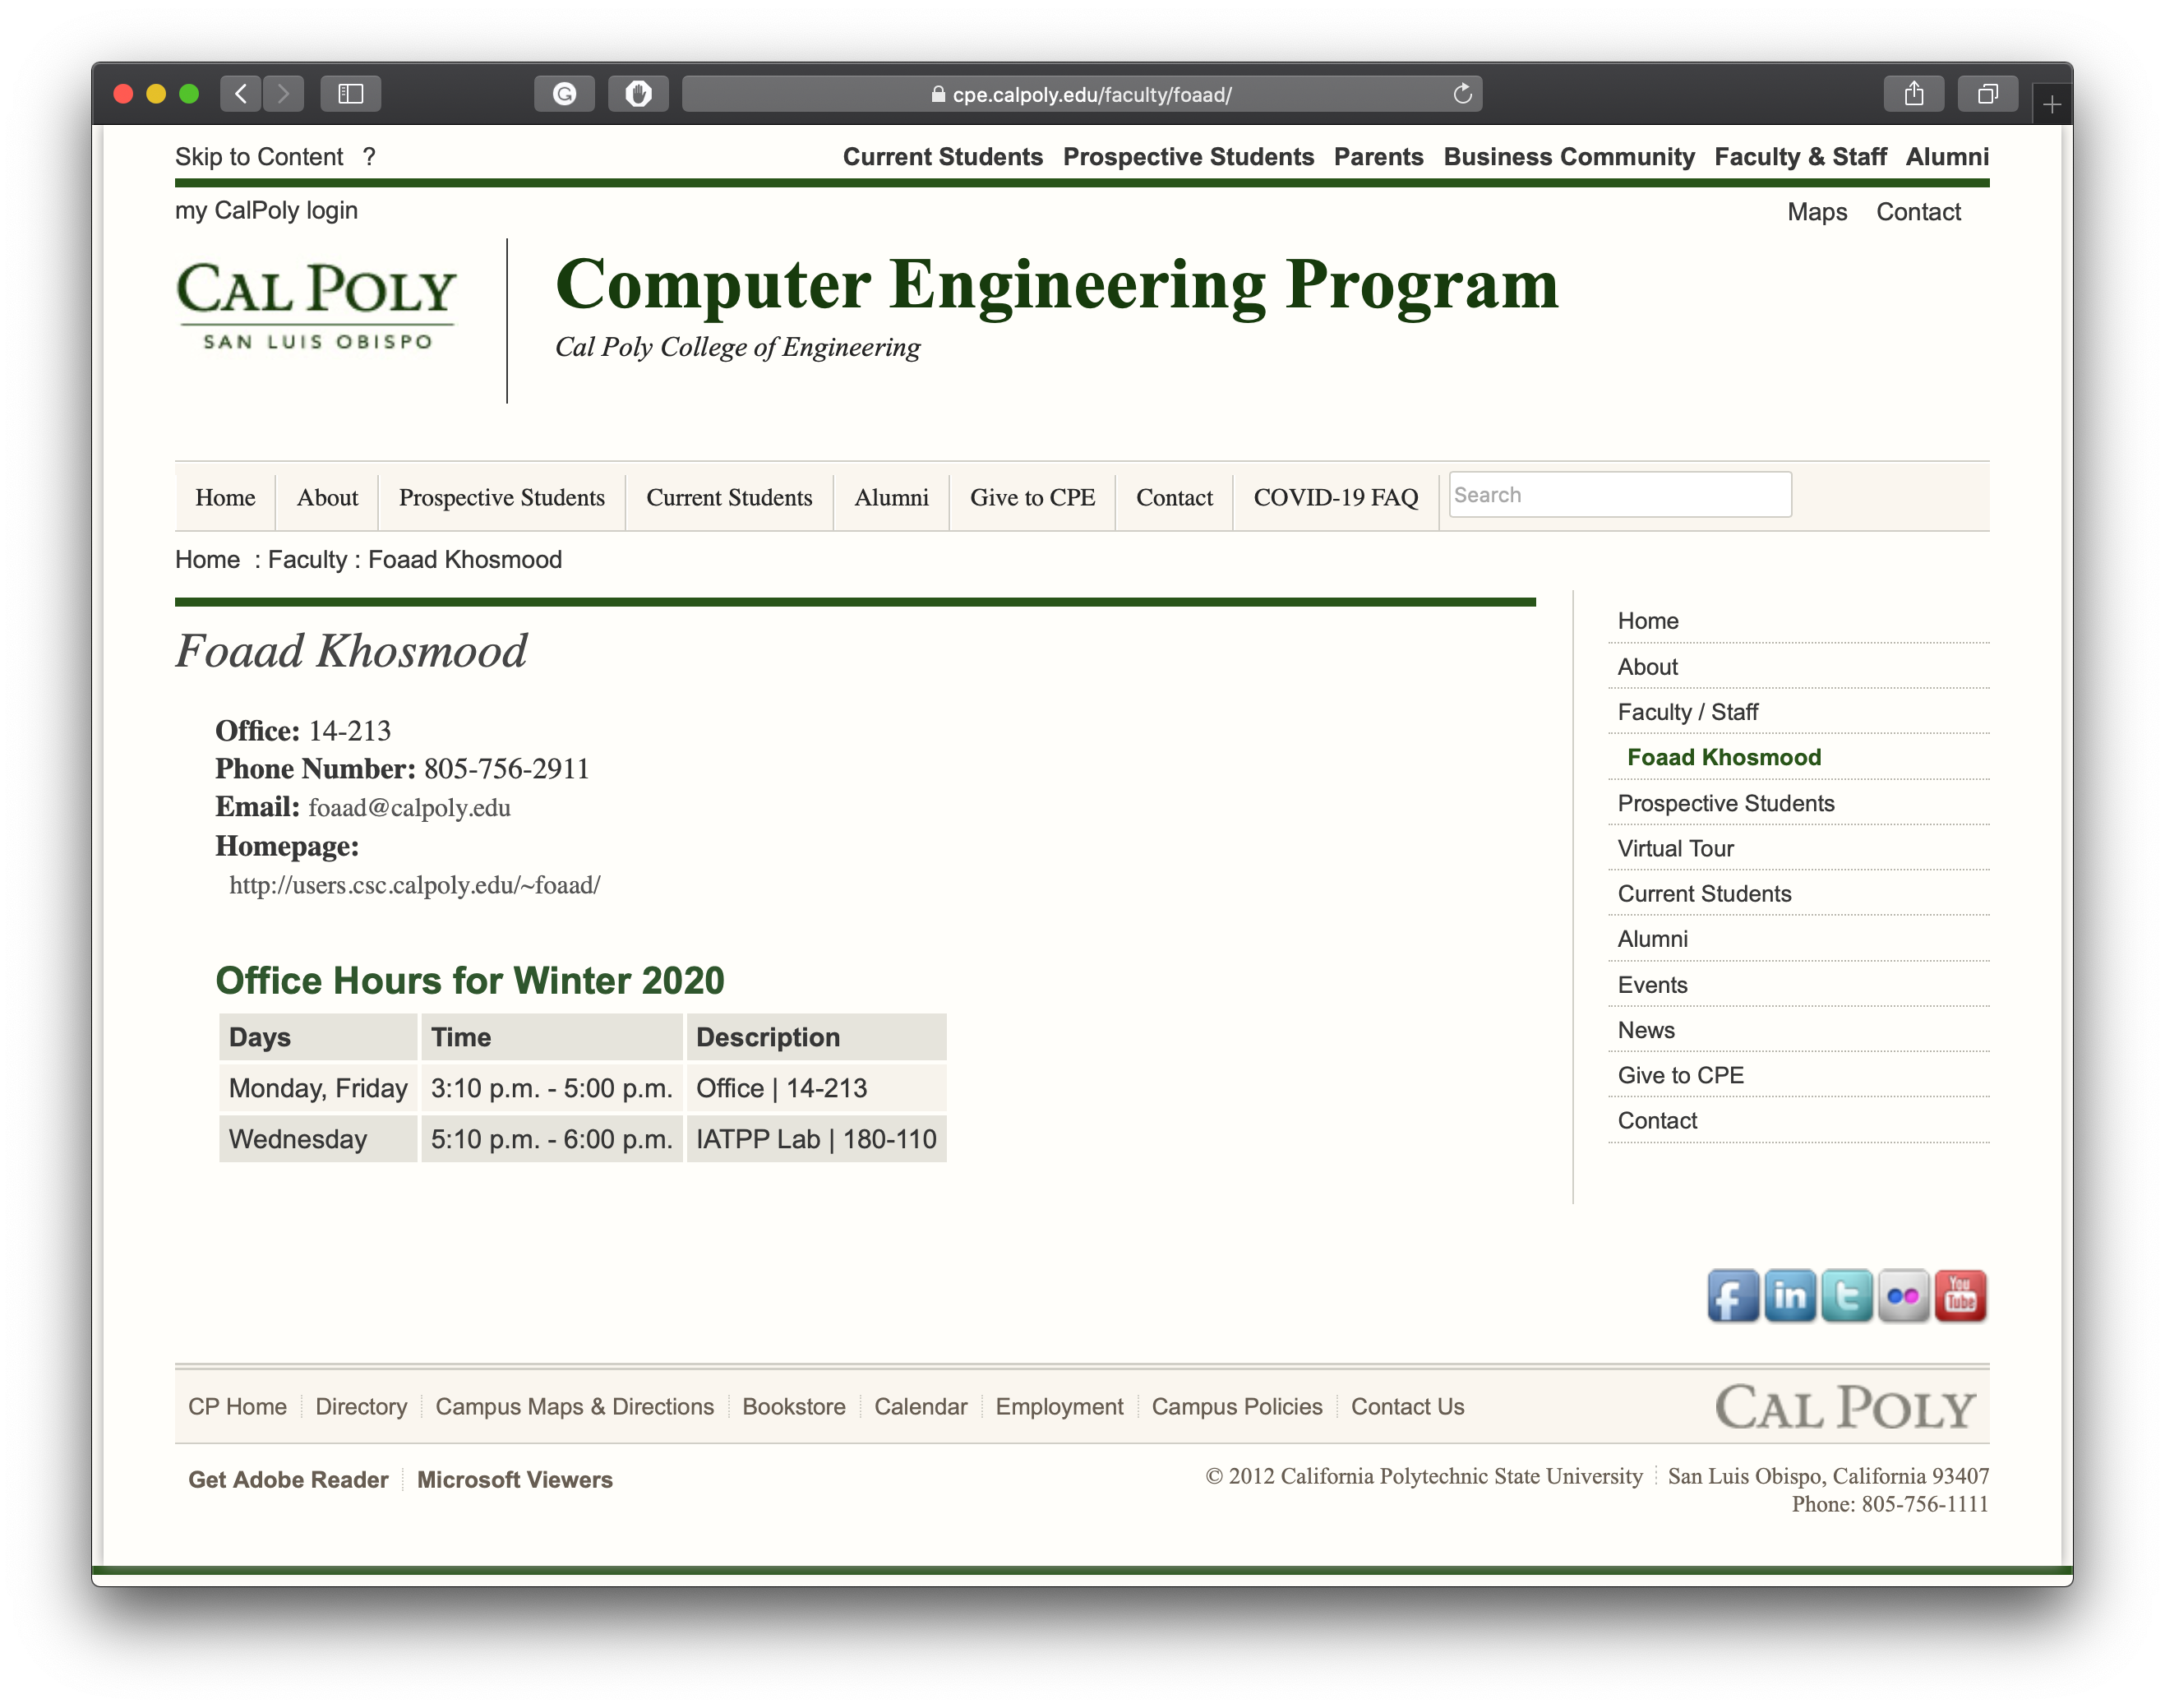 cpe.calpoly.edu/faculty/foaad/
Skip to Content ? Current Students Prospective Students Parents Business Community Faculty & Staff Alumni
my CalPoly login Maps Contact
CAL POLY
SAN LUIS OBISPO
Computer Engineering Program
Cal Poly College of Engineering
Home About Prospective Students Current Students Alumni Give to CPE Contact COVID-19 FAQ Search
Home : Faculty : Foaad Khosmood
Foaad Khosmood
Office: 14-213
Phone Number: 805-756-2911
Email: foaad@calpoly.edu
Homepage:
http://users.csc.calpoly.edu/~foaad/
Office Hours for Winter 2020
Days Time Description
Monday, Friday 3:10 p.m. - 5:00 p.m. Office | 14-213
Wednesday 5:10 p.m. - 6:00 p.m. IATPP Lab | 180-110
Home
About
Faculty / Staff
Foaad Khosmood
Prospective Students
Virtual Tour
Current Students
Alumni
Events
News
Give to CPE
Contact
f in t You Tube
CP Home Directory Campus Maps & Directions Bookstore Calendar Employment Campus Policies Contact Us CAL POLY
Get Adobe Reader Microsoft Viewers
© 2012 California Polytechnic State University San Luis Obispo, California 93407
Phone: 805-756-1111